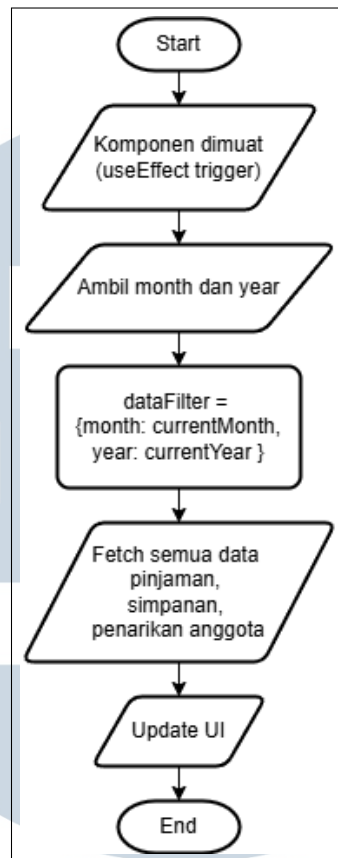 Start
Komponen dimuat
(useEffect trigger)
Ambil month dan year
dataFilter =
{month: currentMonth,
year: currentYear }
Fetch semua data
pinjaman,
simpanan,
penarikan anggota
Update UI
End